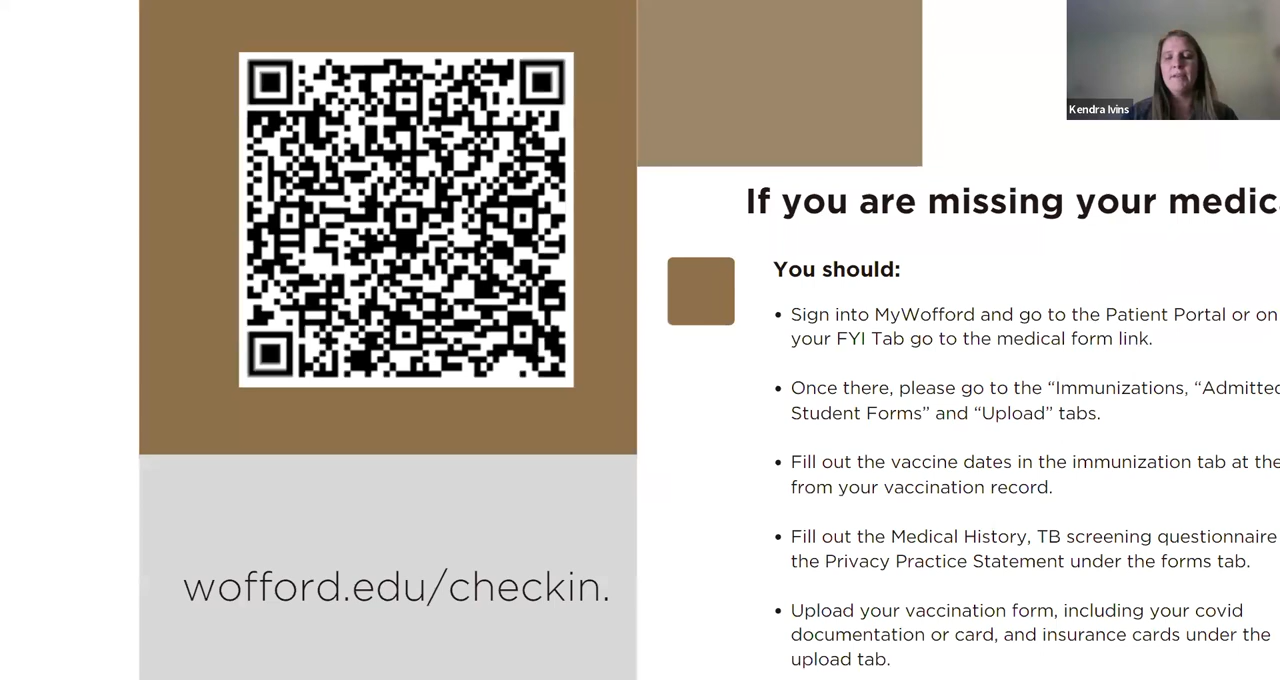 Kendra Ivins
If you are missing your medic
You should:
• Sign into MyWofford and go to the Patient Portal or on
your FYI Tab go to the medical form link.
• Once there, please go to the “Immunizations, “Admitted
Student Forms” and “Upload” tabs.
• Fill out the vaccine dates in the immunization tab at the
from your vaccination record.
• Fill out the Medical History, TB screening questionnaire
the Privacy Practice Statement under the forms tab.
• Upload your vaccination form, including your covid
documentation or card, and insurance cards under the
upload tab.
wofford.edu/checkin.